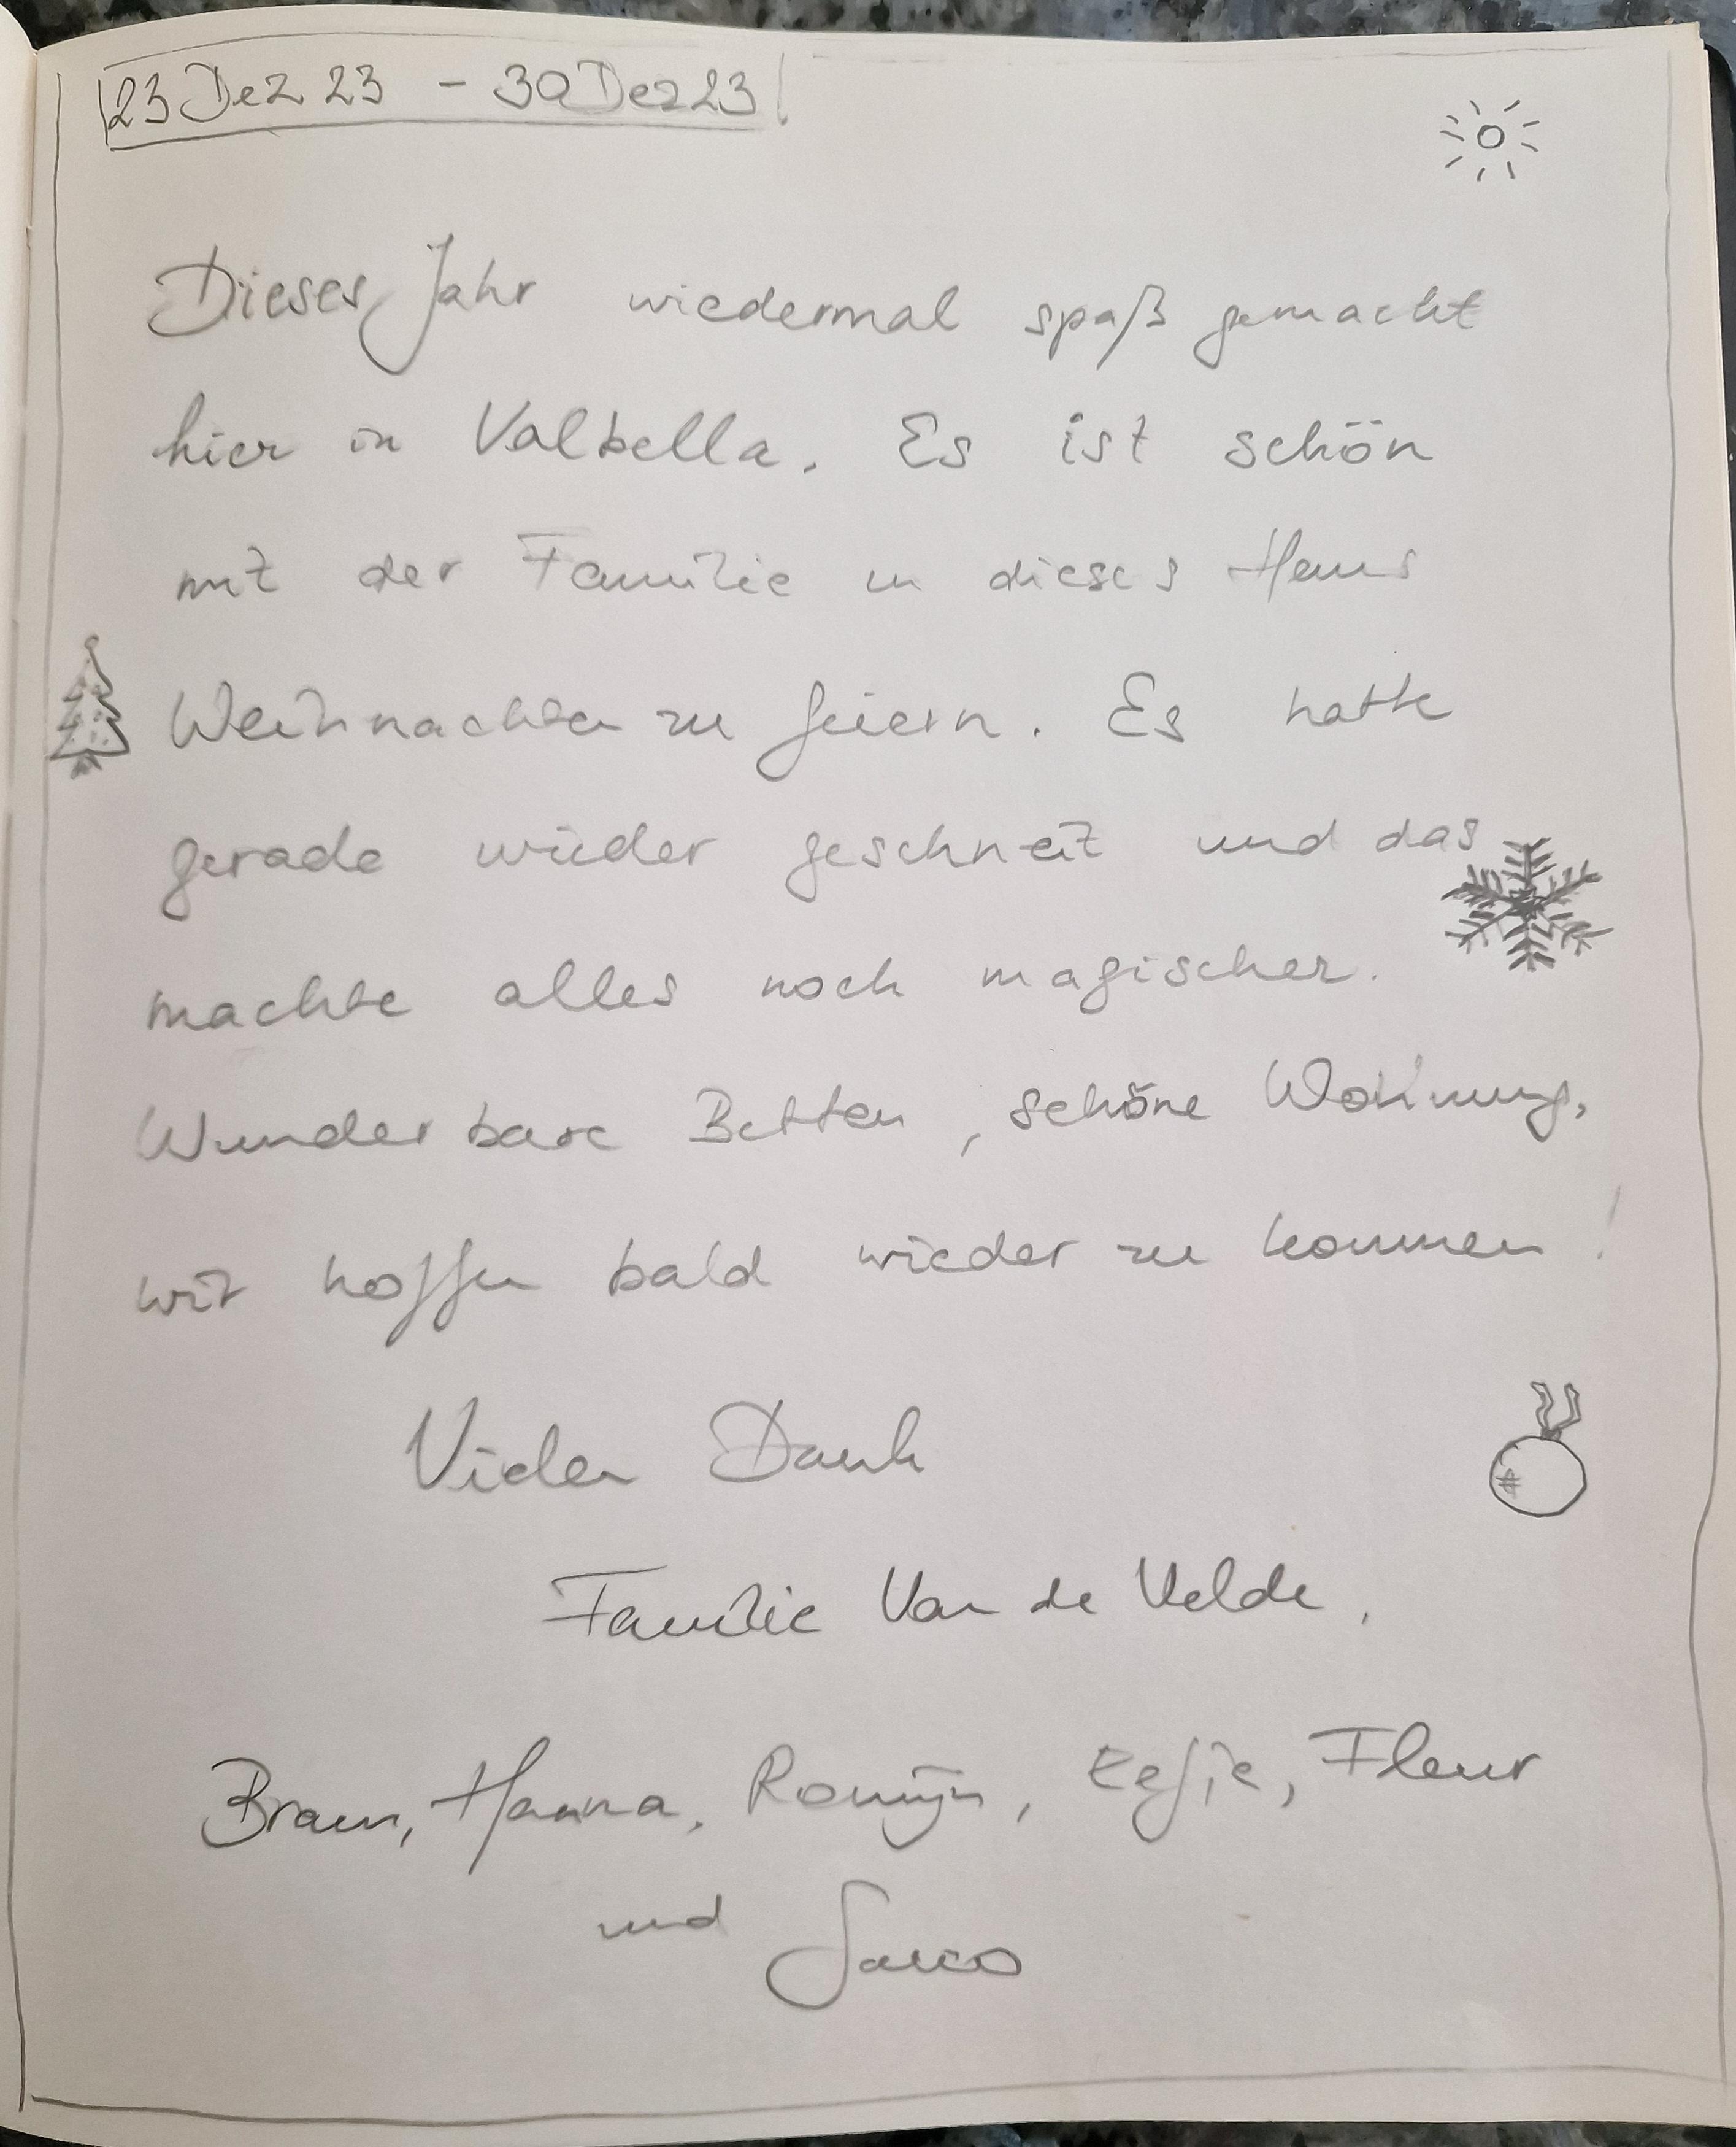 23 Dez 23 - 30 Dez 23
Dieses Jahr wiedermal spaß gemacht
hier in Valbella. Es ist schön
mit der Familie in dieses Haus
Weihnachten zu feiern. Es hatte
gerade wieder geschneit und das
machte alles noch magischer.
Wunderbare Betten, schöne Wohnung,
wir hoffen bald wieder zu kommen!
Vielen Dank
Familie Van de Velde,
Bram, Hanna, Romijn, Eefje, Fleur
und